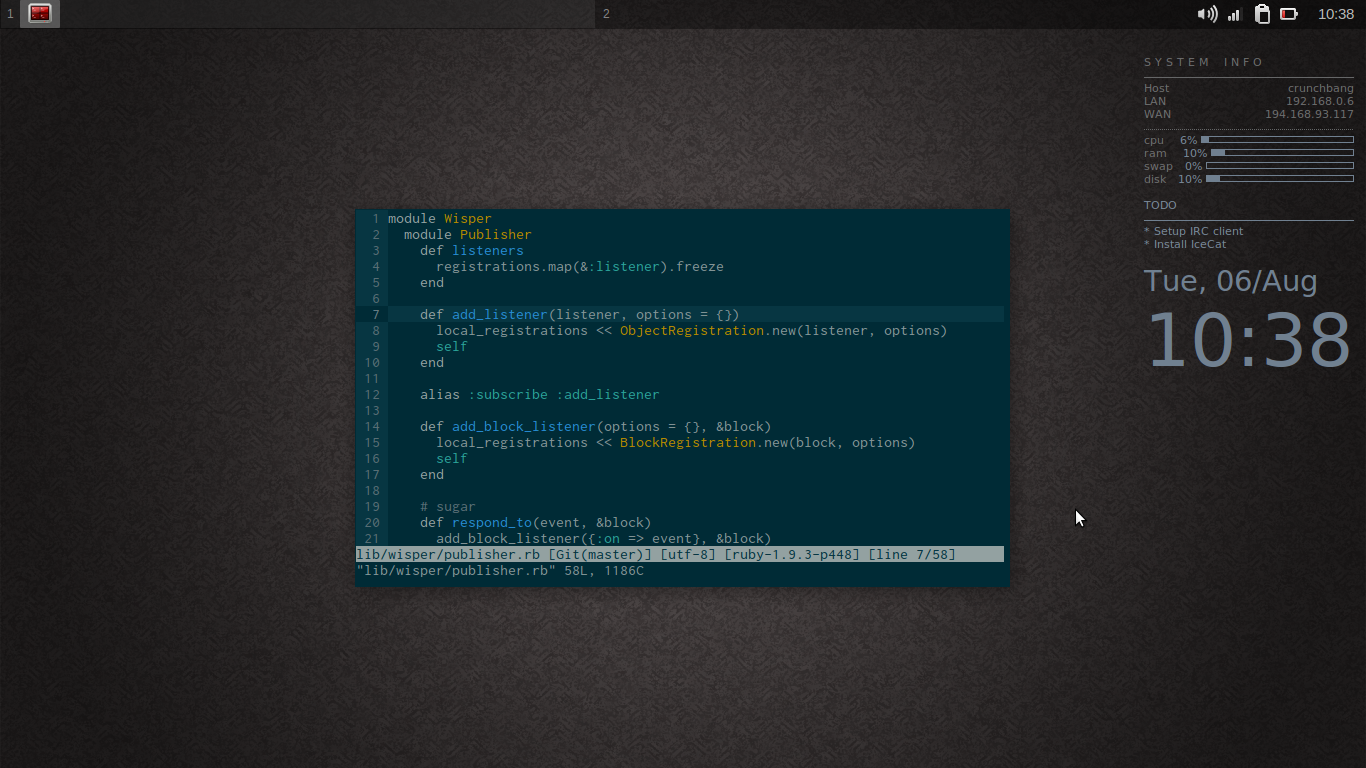 1
2
10:38
SYSTEM INFO
Host crunchbang
LAN 192.168.0.6
WAN 194.168.93.117
cpu 6%
ram 10%
swap 0%
disk 10%
TODO
* Setup IRC client
* Install IceCat
Tue, 06/Aug
10:38
1 module Wisper
2   module Publisher
3     def listeners
4       registrations.map(&:listener).freeze
5     end
6
7     def add_listener(listener, options = {})
8       local_registrations << ObjectRegistration.new(listener, options)
9       self
10     end
11
12     alias :subscribe :add_listener
13
14     def add_block_listener(options = {}, &block)
15       local_registrations << BlockRegistration.new(block, options)
16       self
17     end
18
19     # sugar
20     def respond_to(event, &block)
21       add_block_listener({:on => event}, &block)
lib/wisper/publisher.rb [Git(master)] [utf-8] [ruby-1.9.3-p448] [line 7/58]
"lib/wisper/publisher.rb" 58L, 1186C